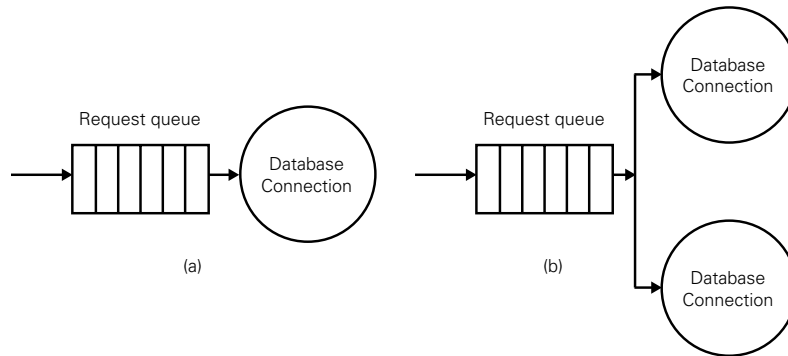 Request queue
Database
Connection
(a)
Request queue
Database
Connection
Database
Connection
(b)